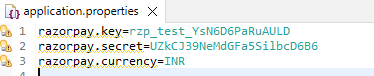 application.properties
1 razorpay.key=rzp_test_YsN6D6PaRuAULD
2 razorpay.secret=UZkCJ39NeMdGFa5SilbcD6B6
3 razorpay.currency=INR